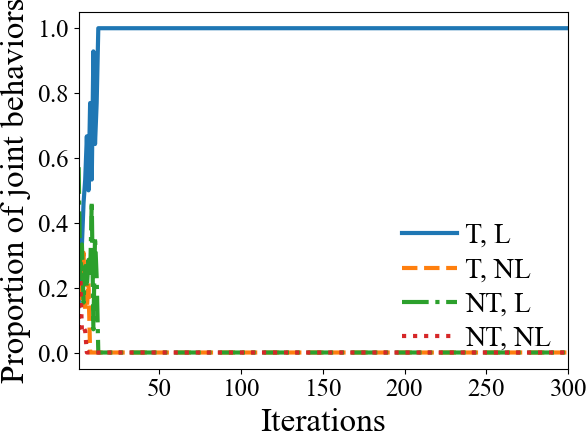 Proportion of joint behaviors
1.0
0.8
0.6
0.4
0.2
0.0
T, L
T, NL
NT, L
NT, NL
50 100 150 200 250 300
Iterations